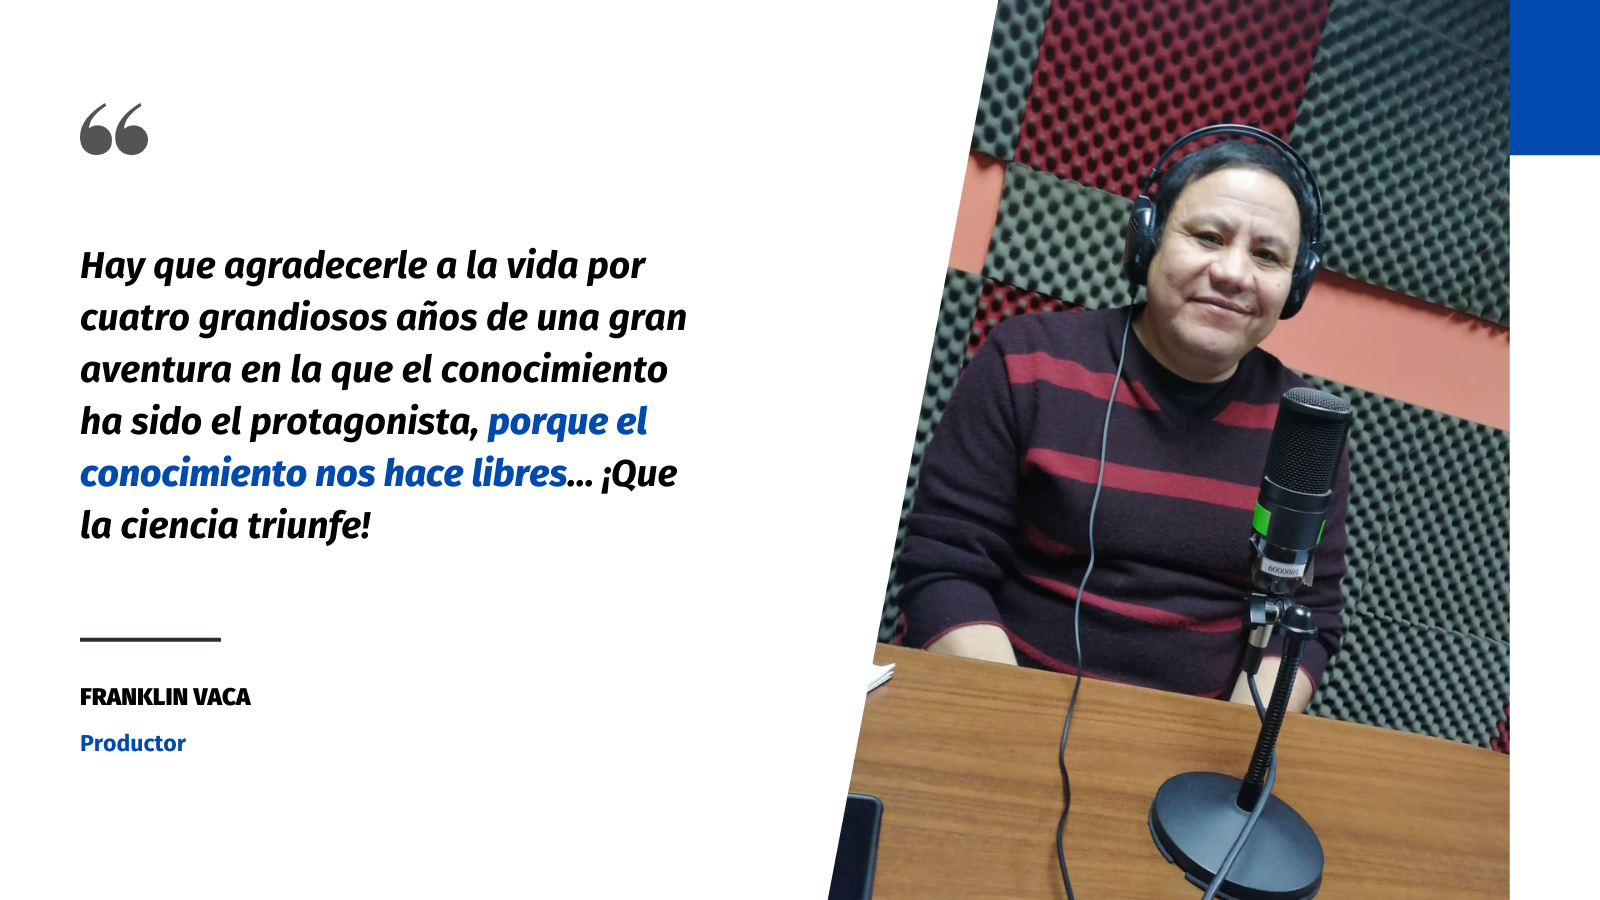 “
Hay que agradecerle a la vida por
cuatro grandiosos años de una gran
aventura en la que el conocimiento
ha sido el protagonista, porque el
conocimiento nos hace libres... ¡Que
la ciencia triunfe!
FRANKLIN VACA
Productor
6000001